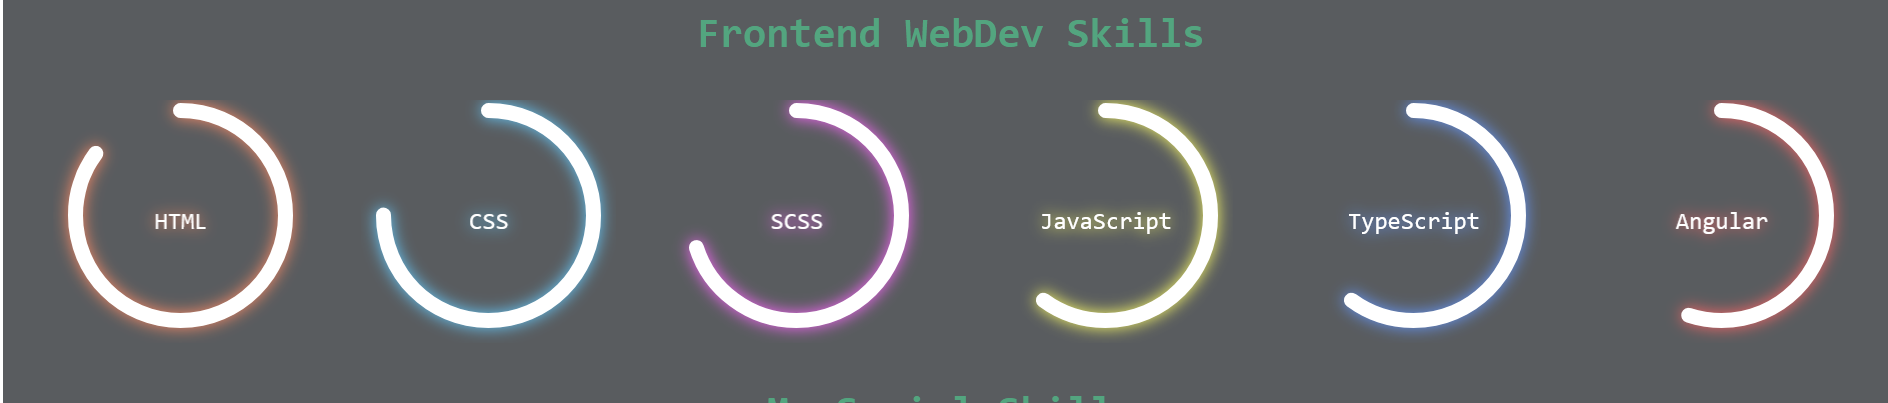 Frontend WebDev Skills
HTML
CSS
SCSS
JavaScript
TypeScript
Angular